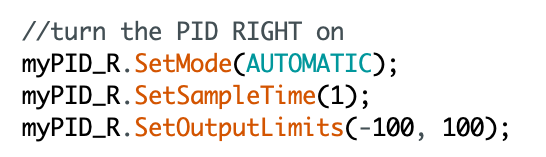 //turn the PID RIGHT on
myPID_R.SetMode(AUTOMATIC);
myPID_R.SetSampleTime(1);
myPID_R.SetOutputLimits(-100, 100);